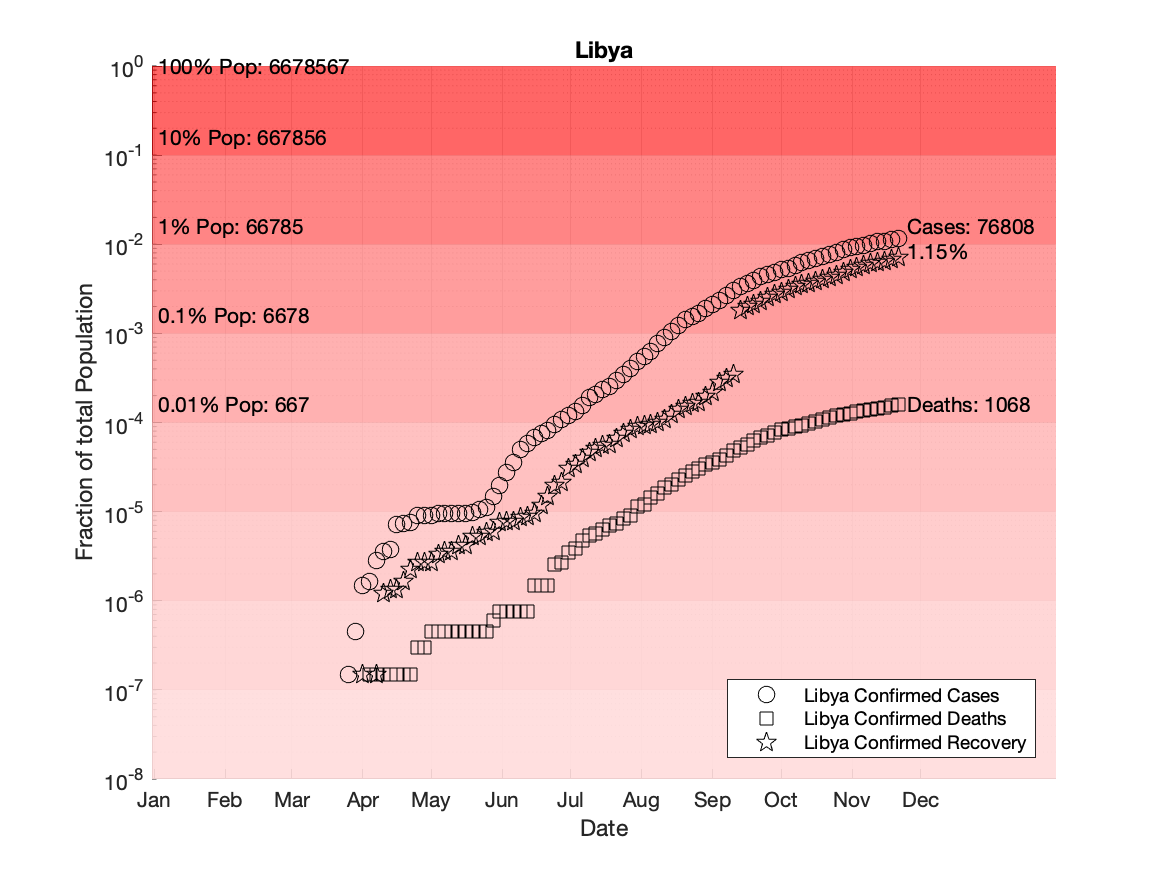 Libya
10^0
100% Pop: 6678567
10% Pop: 667856
10^-1
1% Pop: 66785
Cases: 76808
10^-2
1.15%
0.1% Pop: 6678
10^-3
0.01% Pop: 667
Deaths: 1068
10^-4
10^-5
10^-6
10^-7
10^-8
Fraction of total Population
Libya Confirmed Cases
Libya Confirmed Deaths
Libya Confirmed Recovery
Jan Feb Mar Apr May Jun Jul Aug Sep Oct Nov Dec
Date